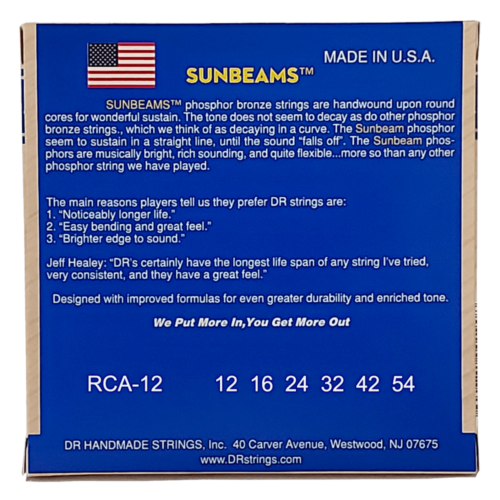 MADE IN U.S.A.
SUNBEAMS™
SUNBEAMS™ phosphor bronze strings are handwound upon round
cores for wonderful sustain. The tone does not seem to decay as do other phosphor
bronze strings., which we think of as decaying in a curve. The Sunbeam phosphor
seem to sustain in a straight line, until the sound "falls off". The Sunbeam phos-
phors are musically bright, rich sounding, and quite flexible...more so than any other
phosphor string we have played.
The main reasons players tell us they prefer DR strings are:
1. "Noticeably longer life."
2. "Easy bending and great feel."
3. "Brighter edge to sound."
Jeff Healey: "DR's certainly have the longest life span of any string I've tried,
very consistent, and they have a great feel."
Designed with improved formulas for even greater durability and enriched tone.
We Put More In,You Get More Out
RCA-12 12 16 24 32 42 54
DR HANDMADE STRINGS, Inc. 40 Carver Avenue, Westwood, NJ 07675
www.DRstrings.com